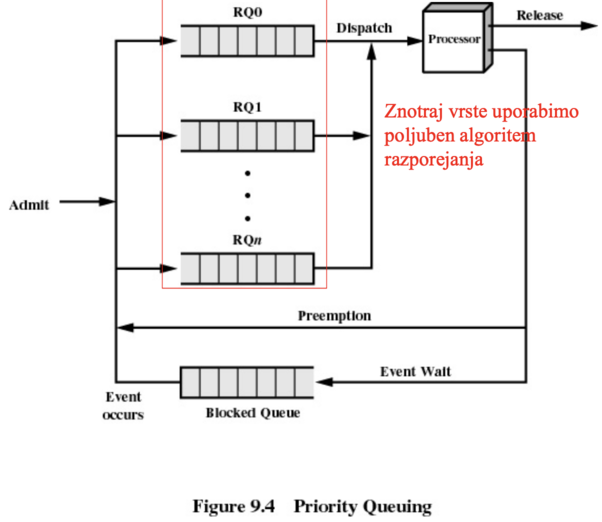 RQ0
Dispatch
Release
Processor
RQ1
Znotraj vrste uporabimo
poljuben algoritem
razporejanja
Admit
RQn
Preemption
Event Wait
Event
occurs
Blocked Queue
Figure 9.4 Priority Queuing